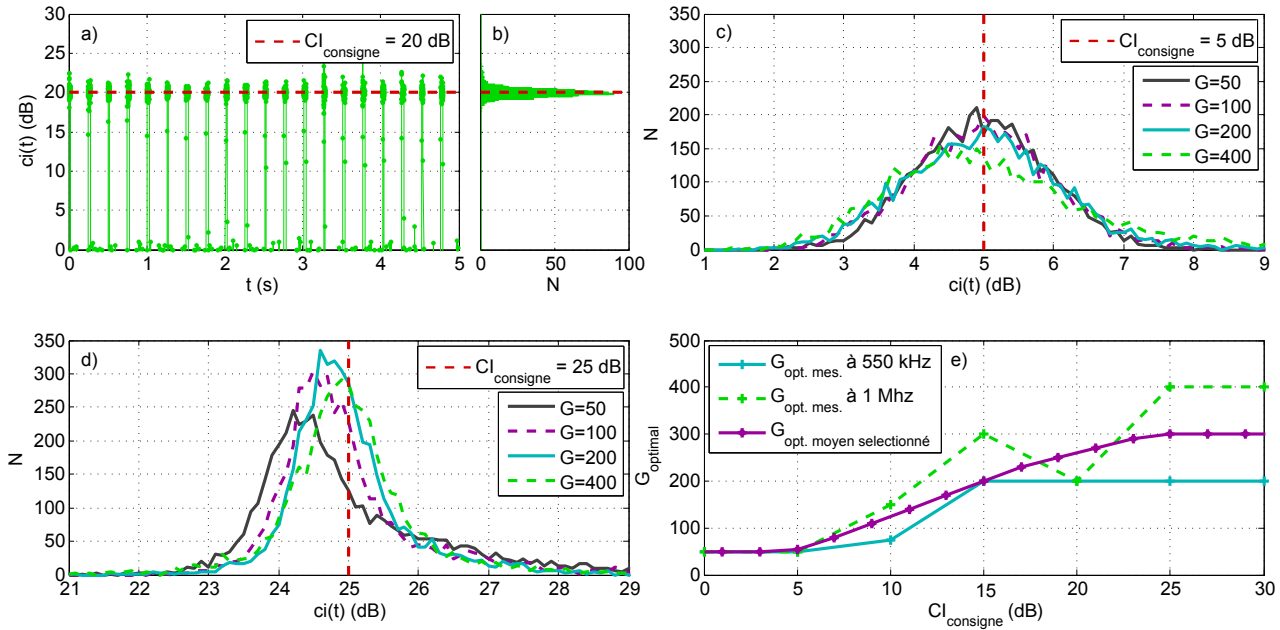 a)
CI consigne = 20 dB
30
25
20
15
10
5
0
ci(t) (dB)
0 1 2 3 4 5
t (s)
b)
0 50 100
N
c)
CI consigne = 5 dB
G=50
G=100
G=200
G=400
350
300
250
200
150
100
50
0
N
1 2 3 4 5 6 7 8 9
ci(t) (dB)
d)
CI consigne = 25 dB
G=50
G=100
G=200
G=400
350
300
250
200
150
100
50
0
N
21 22 23 24 25 26 27 28 29
ci(t) (dB)
e)
G opt. mes. à 550 kHz
G opt. mes. à 1 Mhz
G opt. moyen selectionné
500
400
300
200
100
0
G optimal
0 5 10 15 20 25 30
CI consigne (dB)